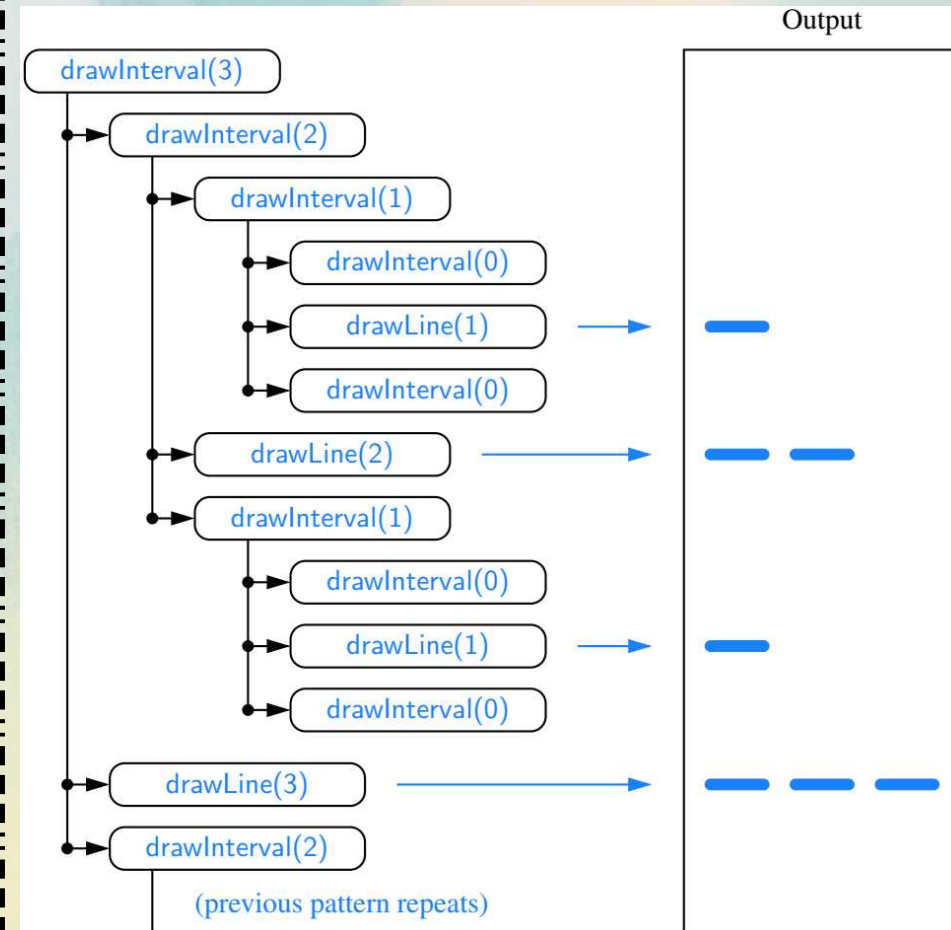 Output
drawInterval(3)
drawInterval(2)
drawInterval(1)
drawInterval(0)
drawLine(1)
drawInterval(0)
drawLine(2)
drawInterval(1)
drawInterval(0)
drawLine(1)
drawInterval(0)
drawLine(3)
drawInterval(2)
(previous pattern repeats)